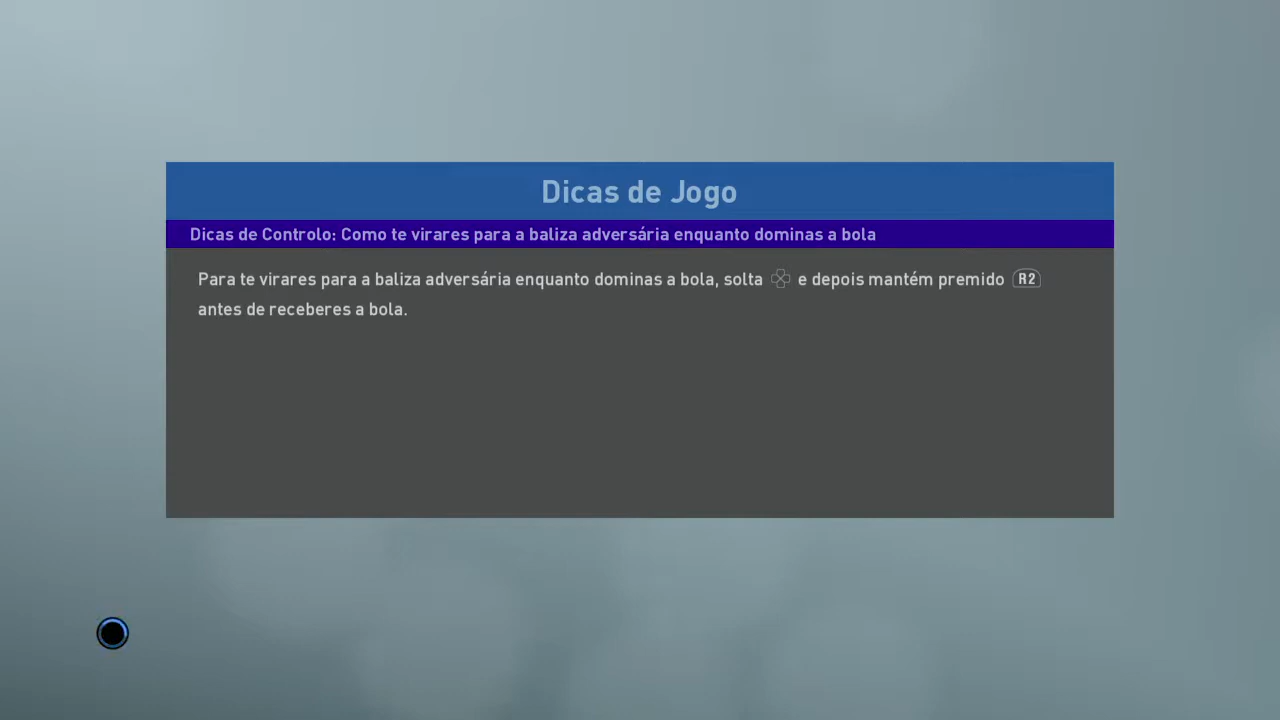 Dicas de Jogo
Dicas de Controlo: Como te virares para a baliza adversária enquanto dominas a bola
Para te virares para a baliza adversária enquanto dominas a bola, solta e depois mantém premido R2
antes de receberes a bola.